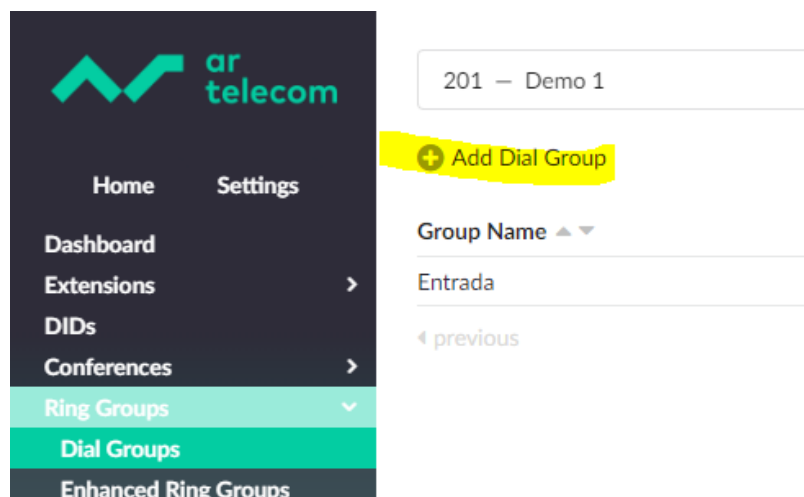 ar
telecom
Home Settings
Dashboard
Extensions
DIDs
Conferences
Ring Groups
Dial Groups
Enhanced Ring Groups
201 — Demo 1
Add Dial Group
Group Name
Entrada
previous